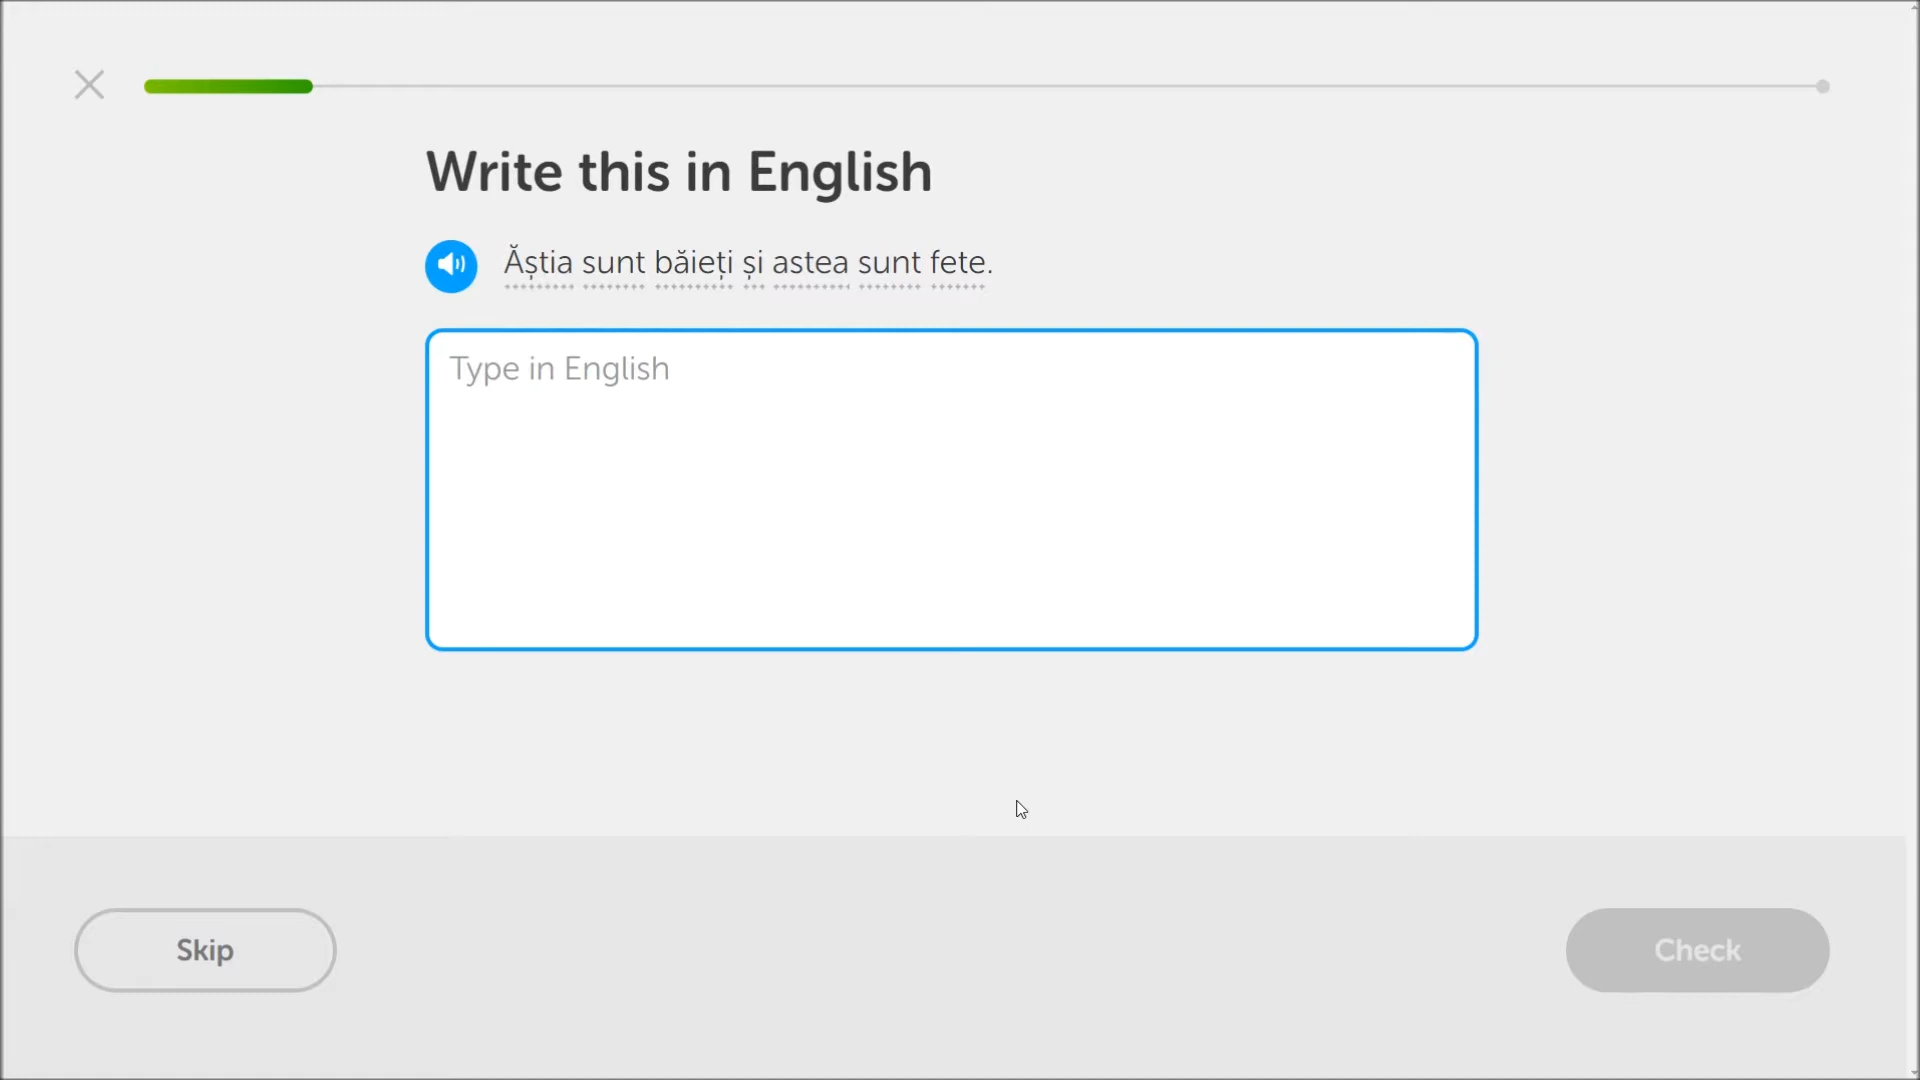 Write this in English
Ăștia sunt băieți și astea sunt fete.
Type in English
Skip
Check